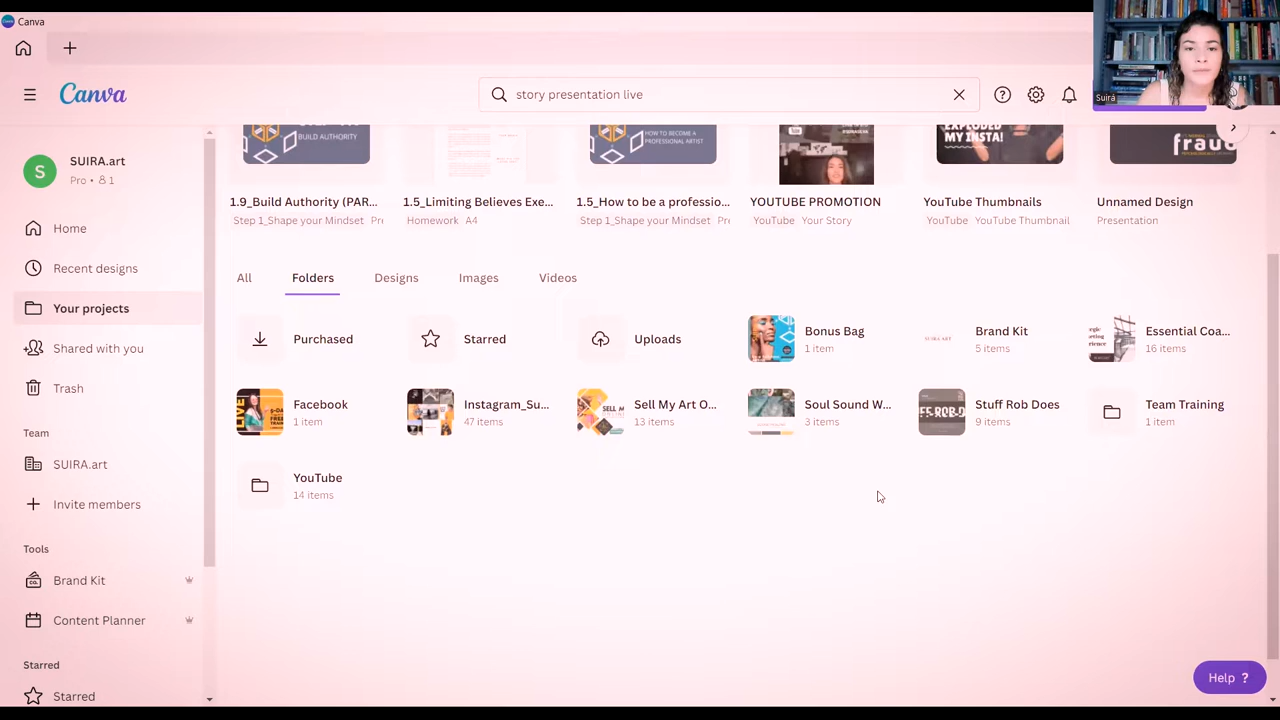 Canva
Canva
story presentation live
Suirá
S
SUIRA.art
Pro • 1
Home
Recent designs
Your projects
Shared with you
Trash
Team
SUIRA.art
Invite members
Tools
Brand Kit
Content Planner
Starred
Starred
BUILD AUTHORITY
HOW TO BECOME A
PROFESSIONAL ARTIST
EXPLODED
MY INSTA!
frauc
1.9_Build Authority (PAR...
Step 1_Shape your Mindset Pre
1.5_Limiting Believes Exe...
Homework A4
1.5_How to be a professio...
Step 1_Shape your Mindset Pr
YOUTUBE PROMOTION
YouTube Your Story
YouTube Thumbnails
YouTube YouTube Thumbnail
Unnamed Design
Presentation
All
Folders
Designs
Images
Videos
Purchased
Starred
Uploads
Bonus Bag
1 item
Brand Kit
5 items
Essential Coa...
16 items
Facebook
1 item
Instagram_Su...
47 items
Sell My Art O...
13 items
Soul Sound W...
3 items
Stuff Rob Does
9 items
Team Training
1 item
YouTube
14 items
Help ?